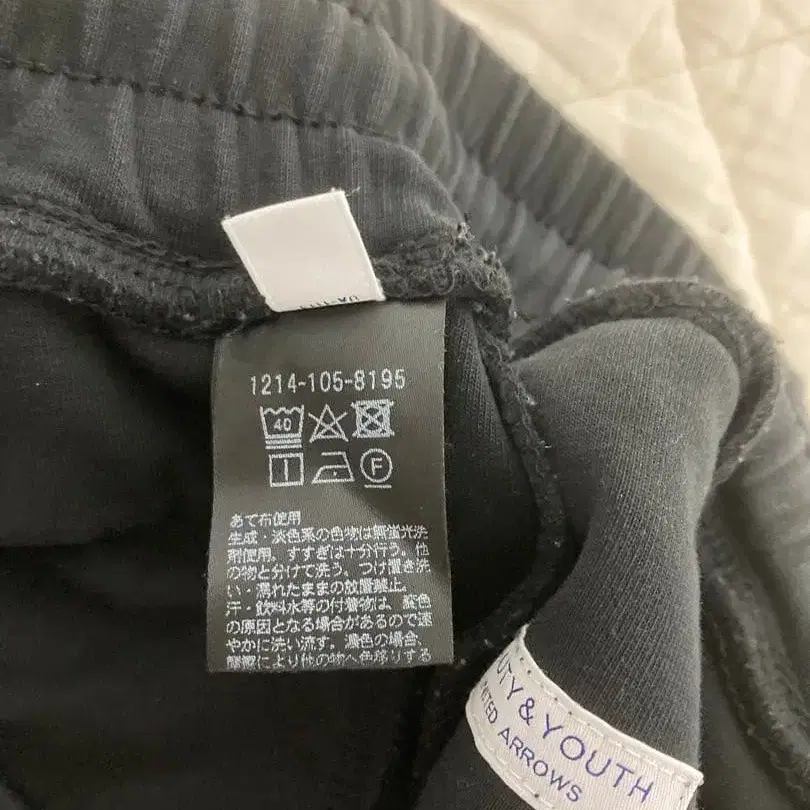 1214-105-8195
40
F
あて布使用
生成・淡色系の色物は無蛍光洗
剤使用。すすぎは十分行う。他
の物と分けて洗う。つけ置き洗
い・濡れたままの放置禁止。
汗・飲料水等の付着物は、変色
の原因となる場合があるので速
やかに洗い流す。濃色の場合、
摩擦により他の物へ色移りする
UTY & YOUTH
ITED ARROWS